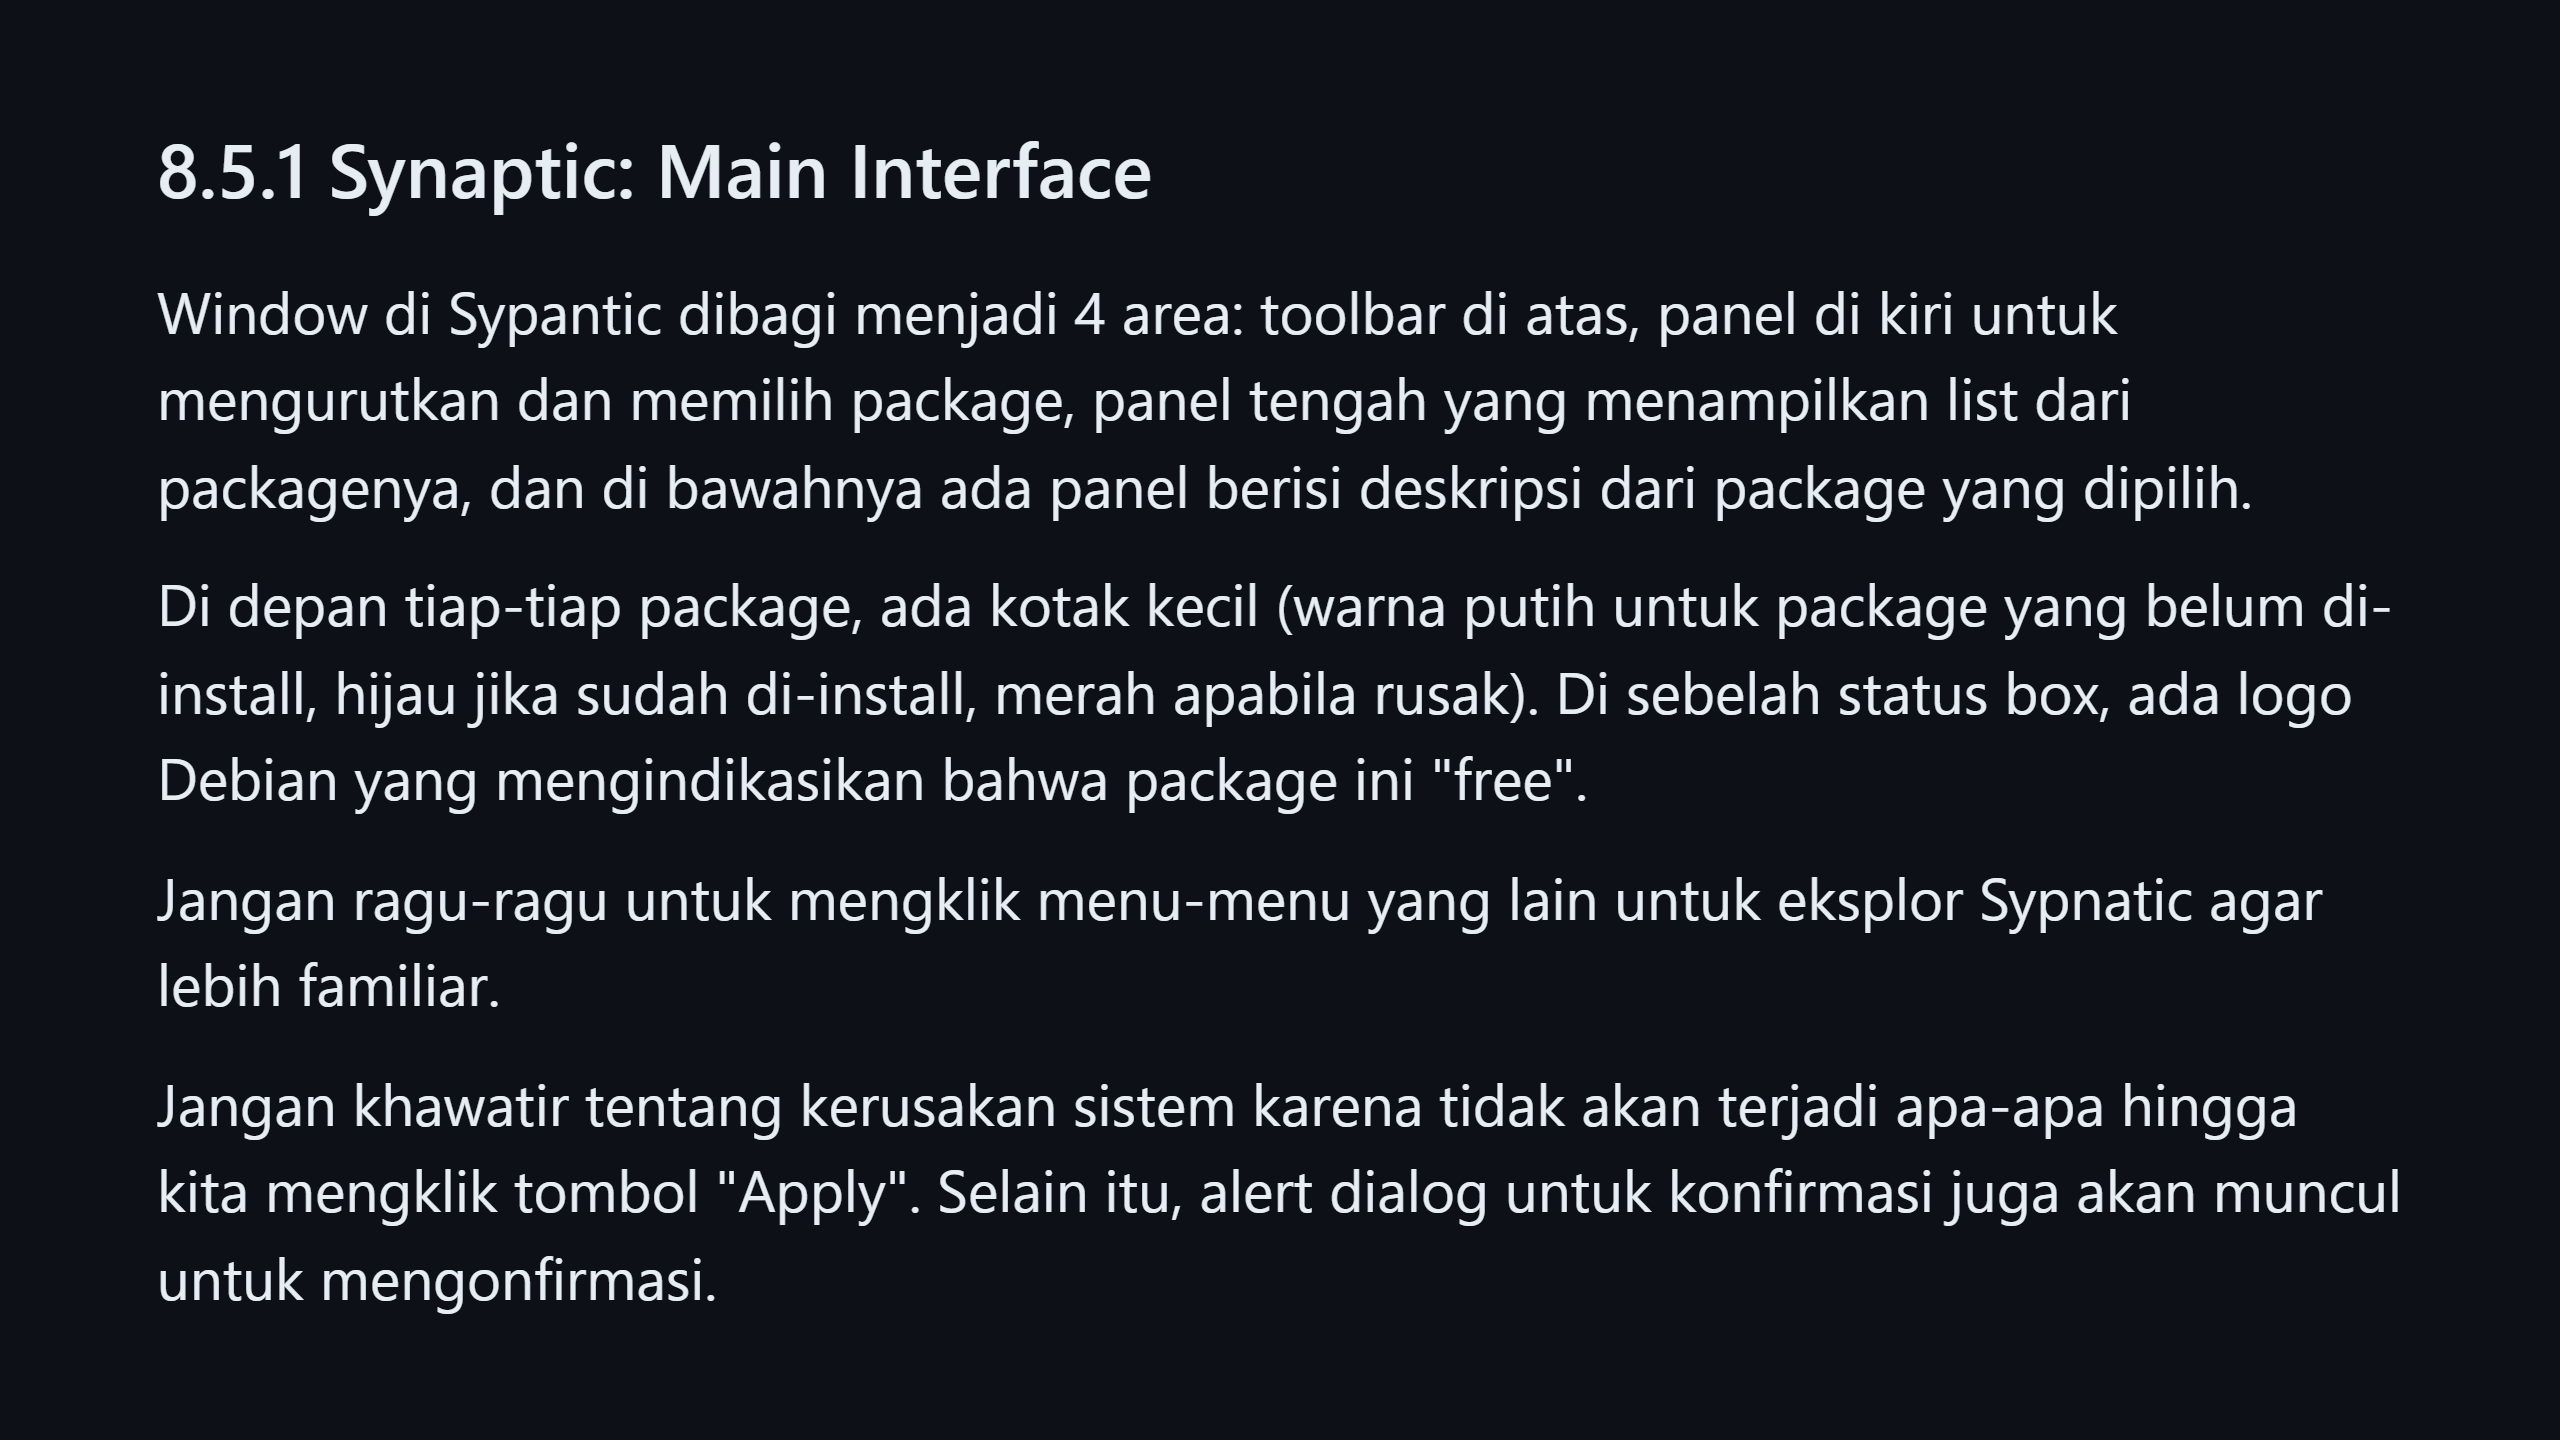 8.5.1 Synaptic: Main Interface
Window di Sypantic dibagi menjadi 4 area: toolbar di atas, panel di kiri untuk
mengurutkan dan memilih package, panel tengah yang menampilkan list dari
packagenya, dan di bawahnya ada panel berisi deskripsi dari package yang dipilih.
Di depan tiap-tiap package, ada kotak kecil (warna putih untuk package yang belum di-
install, hijau jika sudah di-install, merah apabila rusak). Di sebelah status box, ada logo
Debian yang mengindikasikan bahwa package ini "free".
Jangan ragu-ragu untuk mengklik menu-menu yang lain untuk eksplor Sypnatic agar
lebih familiar.
Jangan khawatir tentang kerusakan sistem karena tidak akan terjadi apa-apa hingga
kita mengklik tombol "Apply". Selain itu, alert dialog untuk konfirmasi juga akan muncul
untuk mengonfirmasi.